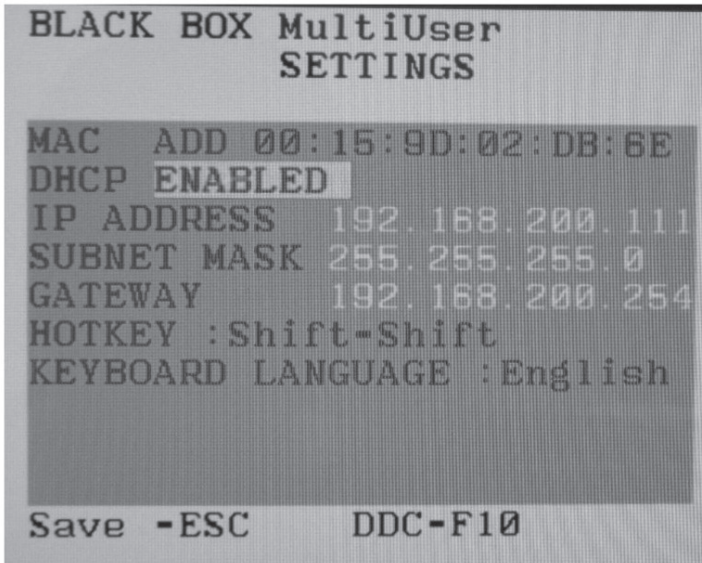 BLACK BOX MultiUser
SETTINGS
MAC ADD 00:15:9D:02:DB:6E
DHCP ENABLED
IP ADDRESS 192.168.200.111
SUBNET MASK 255.255.255.0
GATEWAY 192.168.200.254
HOTKEY :Shift-Shift
KEYBOARD LANGUAGE :English
Save -ESC DDC-F10